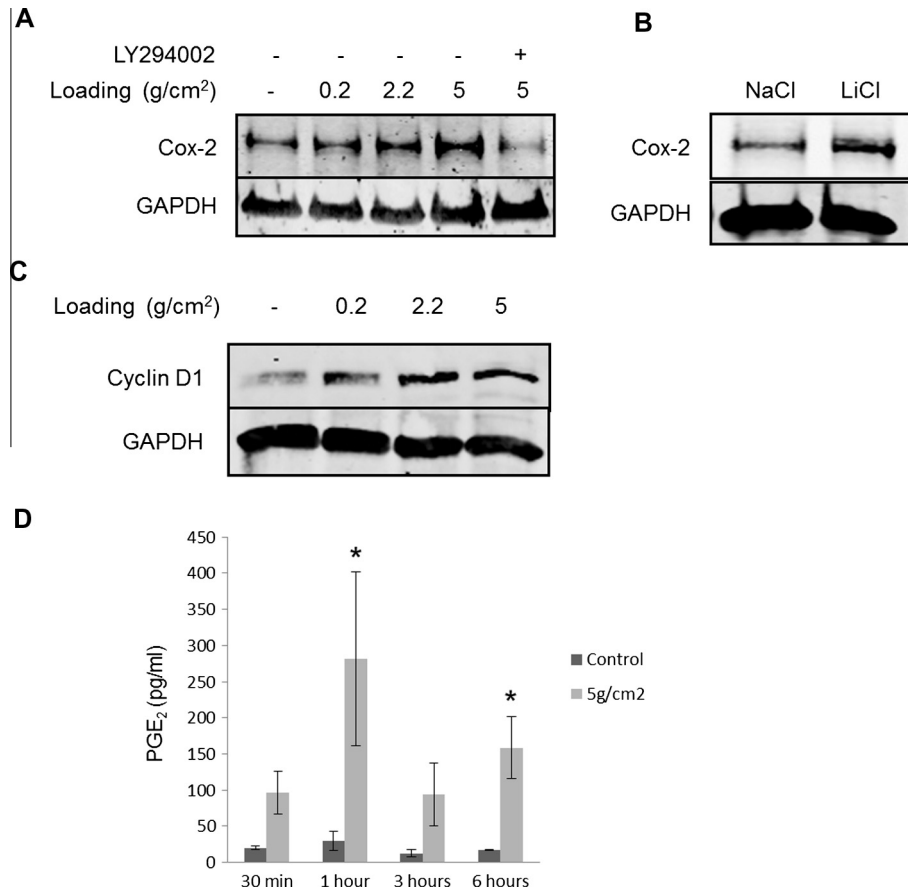 A
LY294002 - - - - +
Loading (g/cm²) - 0.2 2.2 5 5
Cox-2
GAPDH
B
NaCl LiCl
Cox-2
GAPDH
C
Loading (g/cm²) - 0.2 2.2 5
Cyclin D1
GAPDH
D
PGE₂ (pg/ml)
450
400
350
300
250
200
150
100
50
0
*
*
30 min 1 hour 3 hours 6 hours
Control
5g/cm2